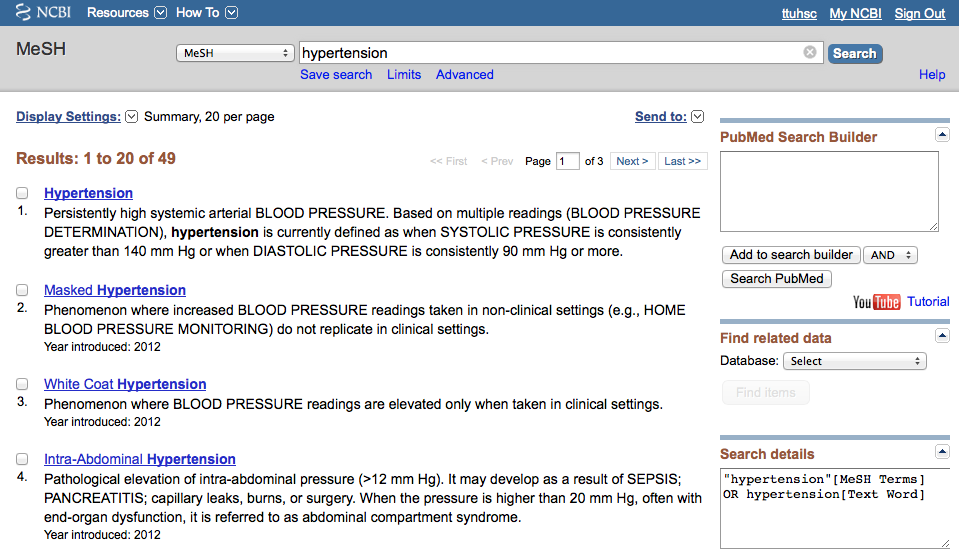 NCBI Resources How To ttuhsc My NCBI Sign Out
MeSH MeSH hypertension Search
Save search Limits Advanced Help
Display Settings: Summary, 20 per page Send to:
Results: 1 to 20 of 49 << First < Prev Page 1 of 3 Next > Last >>
Hypertension
1. Persistently high systemic arterial BLOOD PRESSURE. Based on multiple readings (BLOOD PRESSURE
DETERMINATION), hypertension is currently defined as when SYSTOLIC PRESSURE is consistently
greater than 140 mm Hg or when DIASTOLIC PRESSURE is consistently 90 mm Hg or more.
Masked Hypertension
2. Phenomenon where increased BLOOD PRESSURE readings taken in non-clinical settings (e.g., HOME
BLOOD PRESSURE MONITORING) do not replicate in clinical settings.
Year introduced: 2012
White Coat Hypertension
3. Phenomenon where BLOOD PRESSURE readings are elevated only when taken in clinical settings.
Year introduced: 2012
Intra-Abdominal Hypertension
4. Pathological elevation of intra-abdominal pressure (>12 mm Hg). It may develop as a result of SEPSIS;
PANCREATITIS; capillary leaks, burns, or surgery. When the pressure is higher than 20 mm Hg, often with
end-organ dysfunction, it is referred to as abdominal compartment syndrome.
Year introduced: 2012
PubMed Search Builder
Add to search builder AND
Search PubMed
YouTube Tutorial
Find related data
Database: Select
Find items
Search details
"hypertension"[MeSH Terms]
OR hypertension[Text Word]